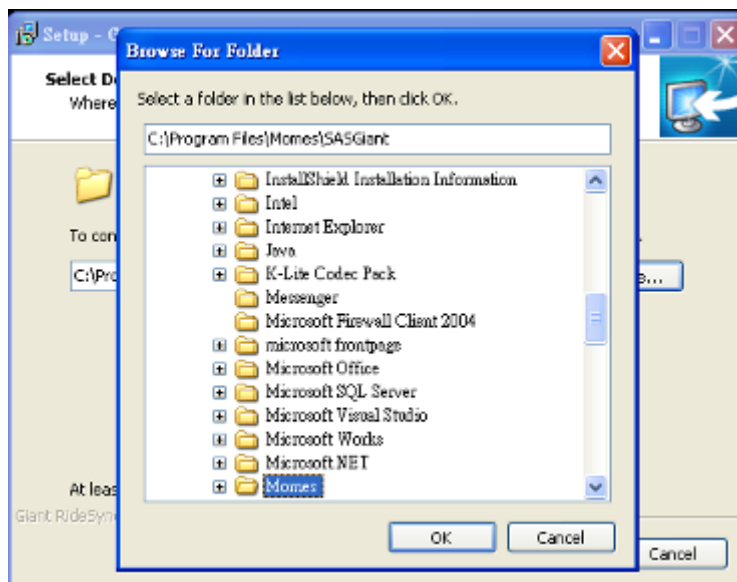 Setup - G
Browse For Folder
Select De
Where
Select a folder in the list below, then click OK.
C:\Program Files\Momes\SASGiant
InstallShield Installation Information
Intel
Internet Explorer
Java
K-Lite Codec Pack
Messenger
Microsoft Firewall Client 2004
microsoft frontpage
Microsoft Office
Microsoft SQL Server
Microsoft Visual Studio
Microsoft Works
Microsoft.NET
Momes
To con
C:\Pro
e...
At leas
Giant RideSyn
OK
Cancel
Cancel